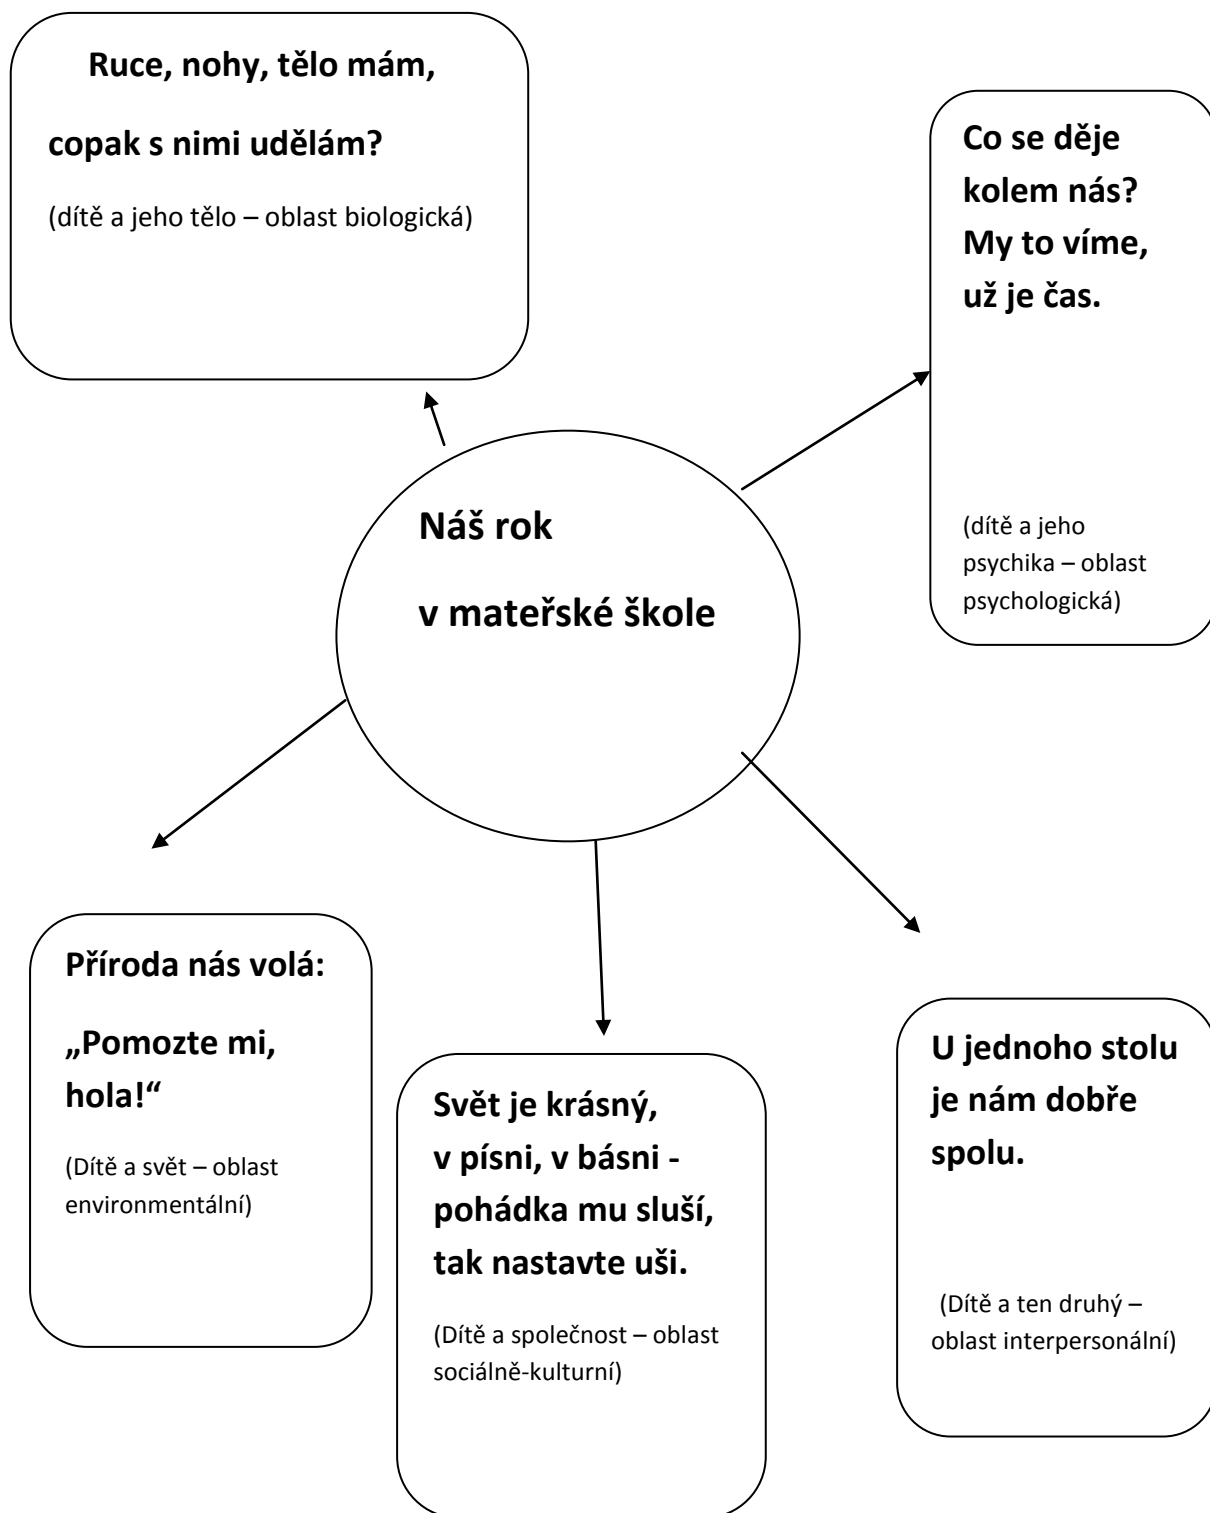 Ruce, nohy, tělo mám,
copak s nimi udělám?
(dítě a jeho tělo – oblast biologická)
Co se děje
kolem nás?
My to víme,
už je čas.
(dítě a jeho
psychika – oblast
psychologická)
Náš rok
v mateřské škole
Příroda nás volá:
„Pomozte mi,
hola!“
(Dítě a svět – oblast
environmentální)
Svět je krásný,
v písni, v básni -
pohádka mu sluší,
tak nastavte uši.
(Dítě a společnost – oblast
sociálně-kulturní)
U jednoho stolu
je nám dobře
spolu.
(Dítě a ten druhý –
oblast interpersonální)